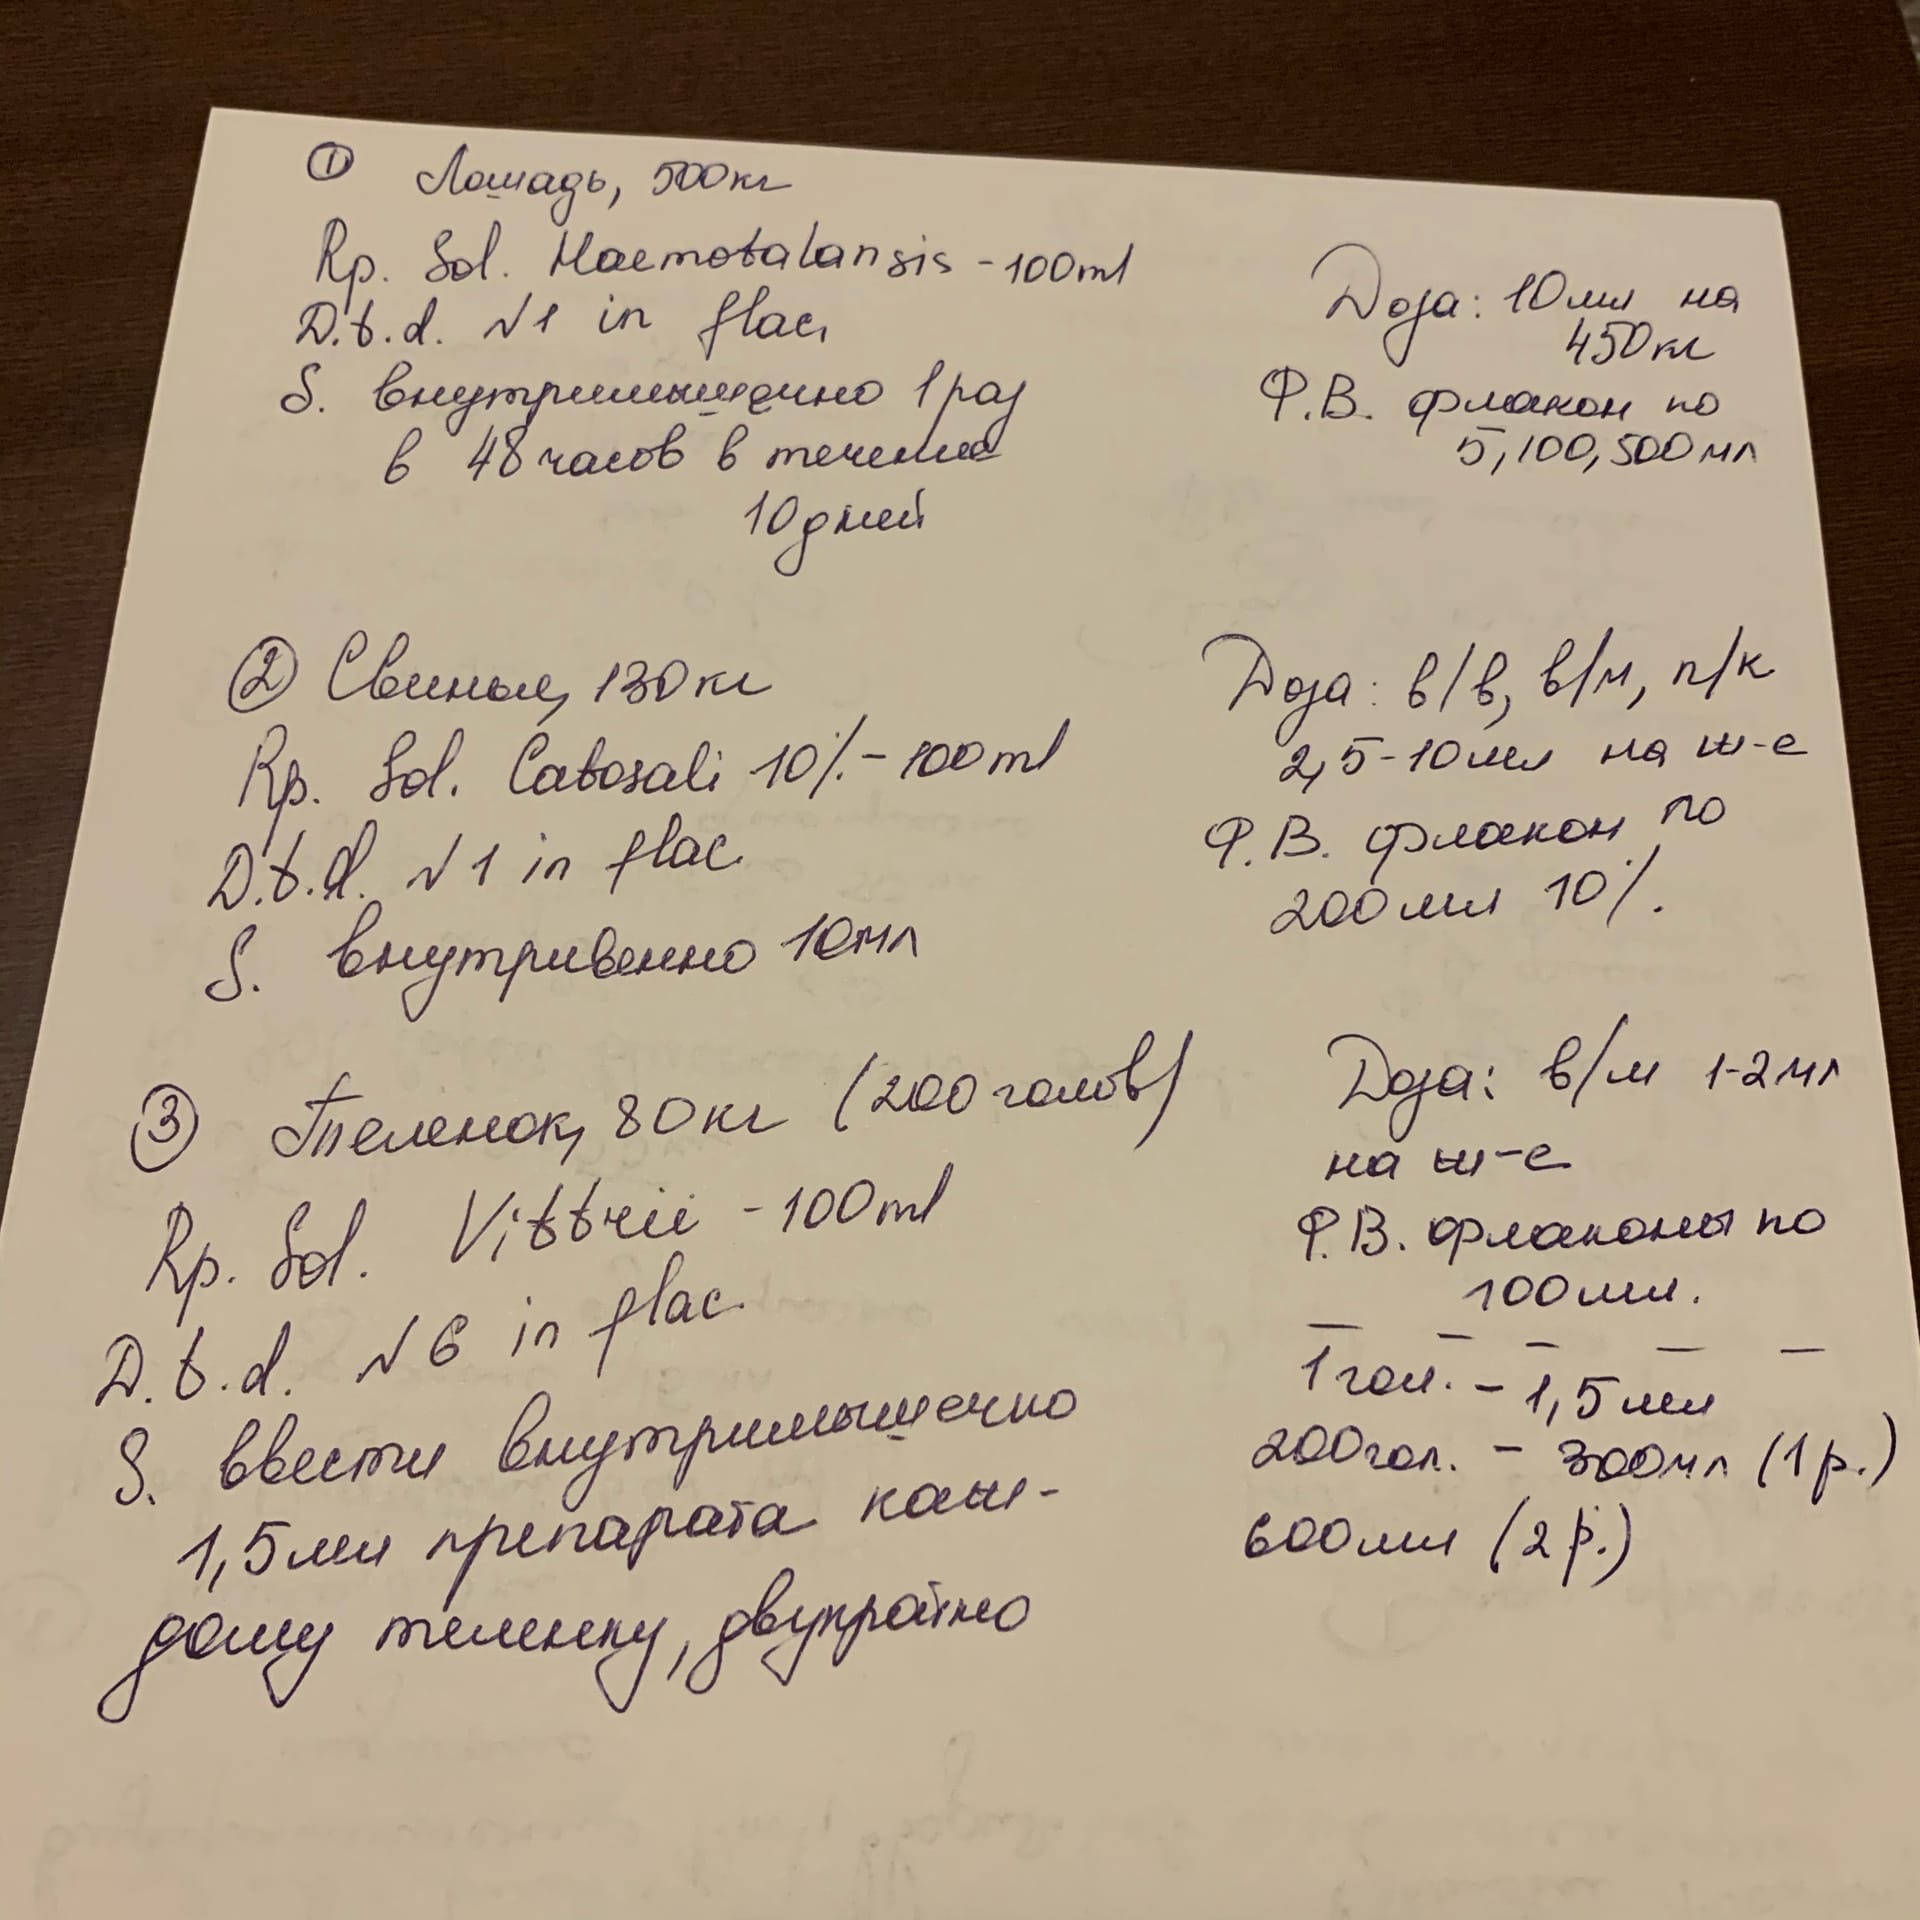 ① Лошадь, 500кг
Rp. Sol. Haemobalansis - 100ml
D.t.d. N1 in flac.
S. внутримышечно 1 раз
в 48 часов в течение
10 дней
Доза: 10мл на
450кг
Ф.В. флакон по
5, 100, 500мл
② Свинья, 130кг
Rp. Sol. Catosali 10% - 100ml
D.t.d. N1 in flac.
S. внутривенно 10мл
Доза: в/в, в/м, п/к
2,5-10мл на ж-е
Ф.В. флакон по
200мл 10%.
③ Теленок, 80кг (200 голов)
Rp. Sol. Vittrii - 100ml
D.t.d. N6 in flac.
S. ввести внутримышечно
1,5мл препарата каж-
дому теленку, двукратно
Доза: в/м 1-2мл
на ж-е
Ф.В. флаконы по
100мл.
1гол. - 1,5мл
200гол. - 300мл (1р.)
600мл (2р.)